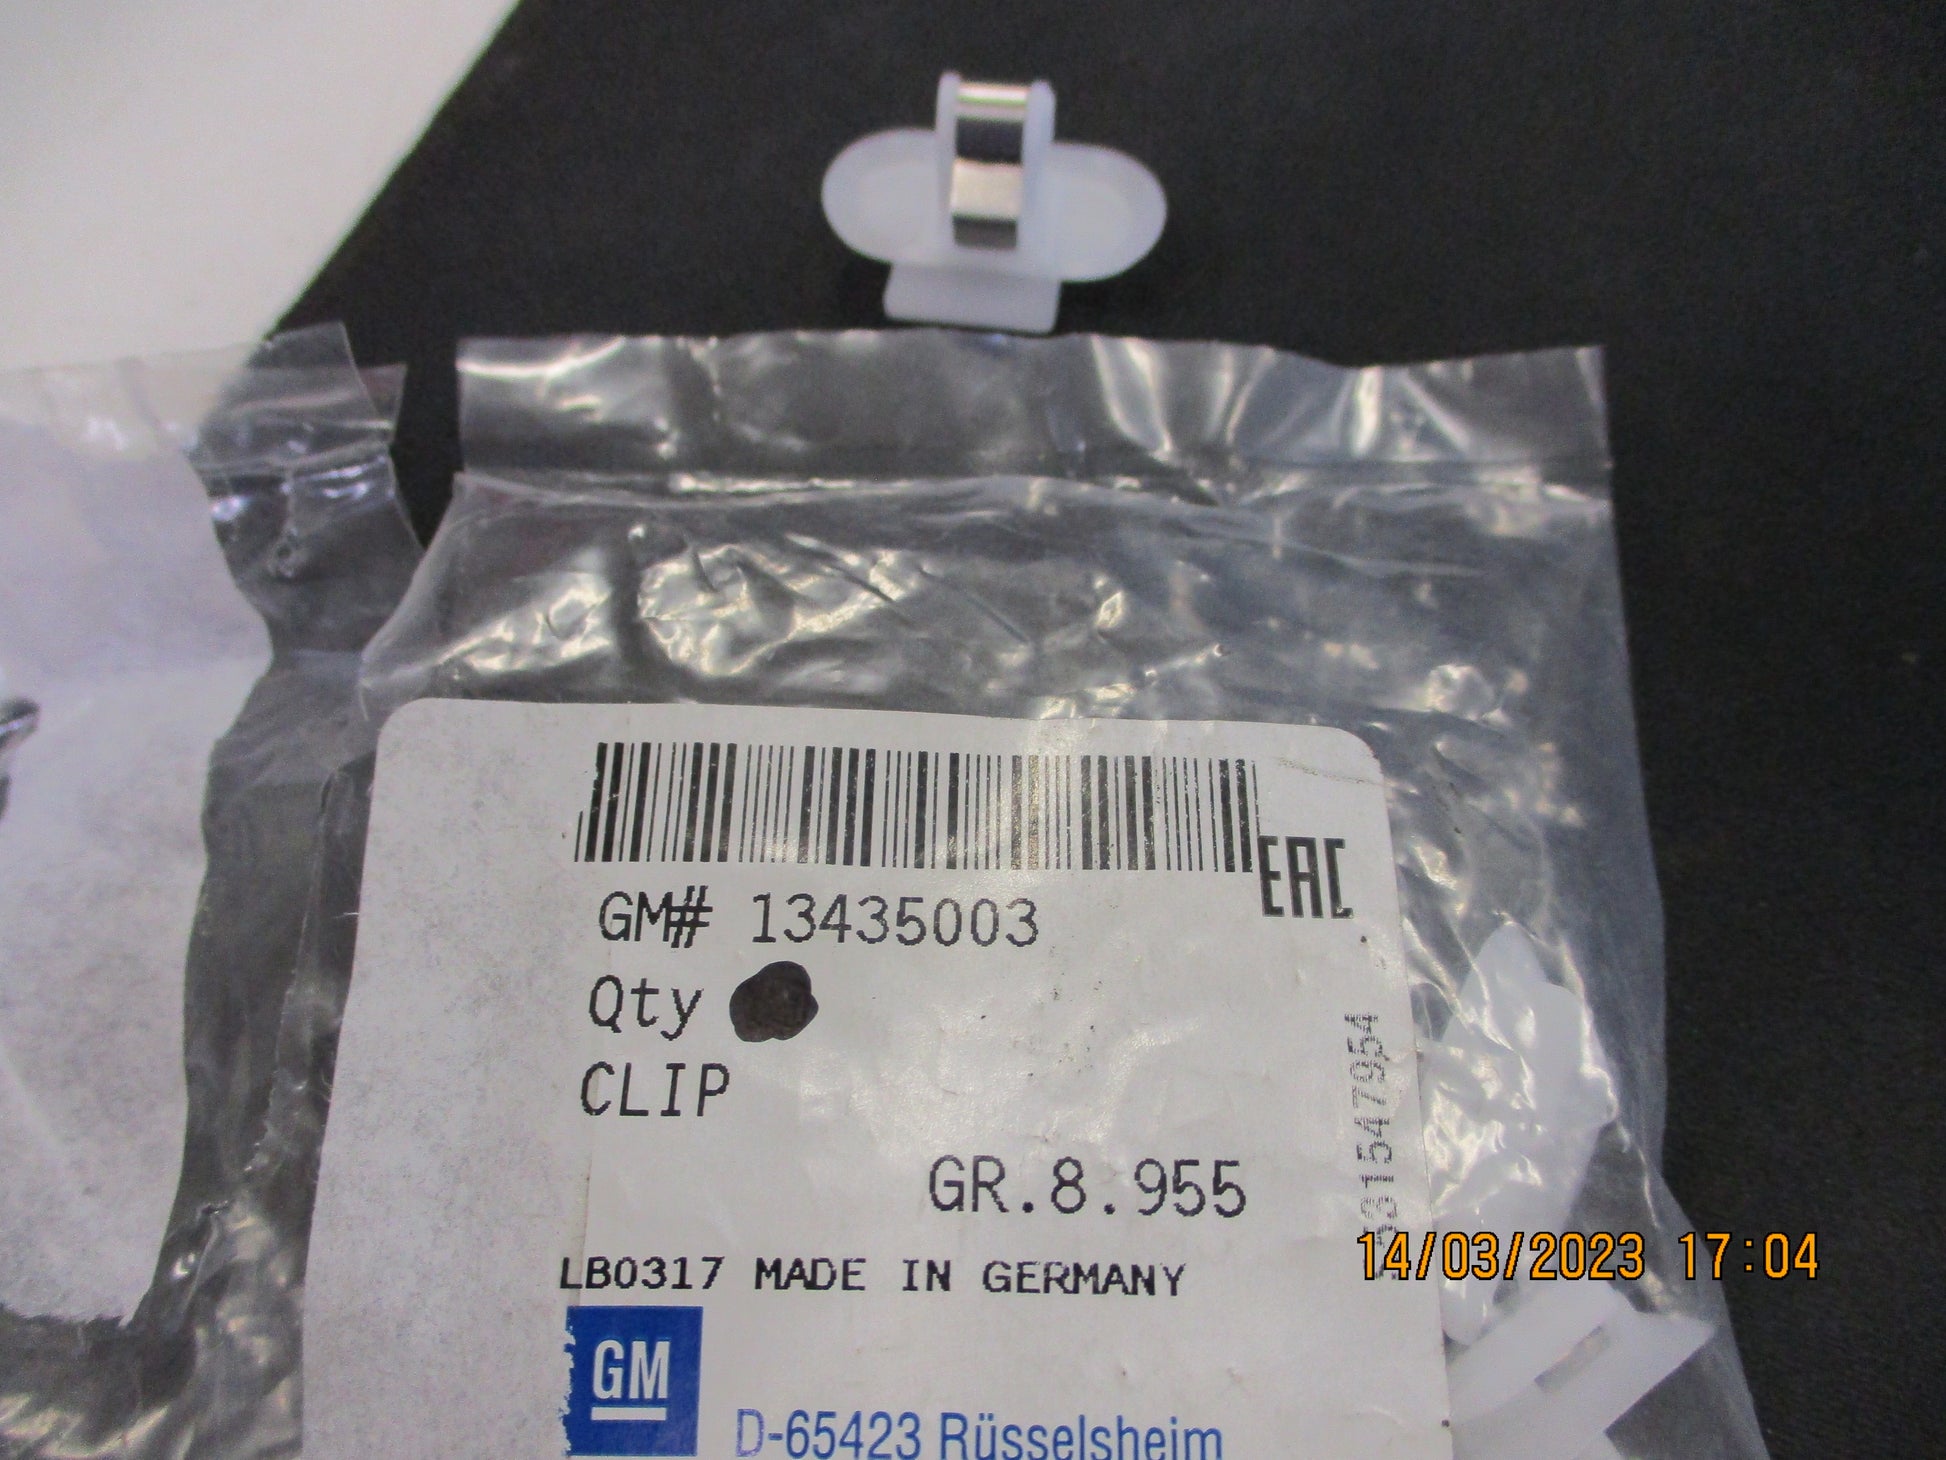 EAC
GM# 13435003
Qty
CLIP
GR.8.955
LB0317 MADE IN GERMANY
GM
D-65423 Rüsselsheim
14/03/2023 17:04